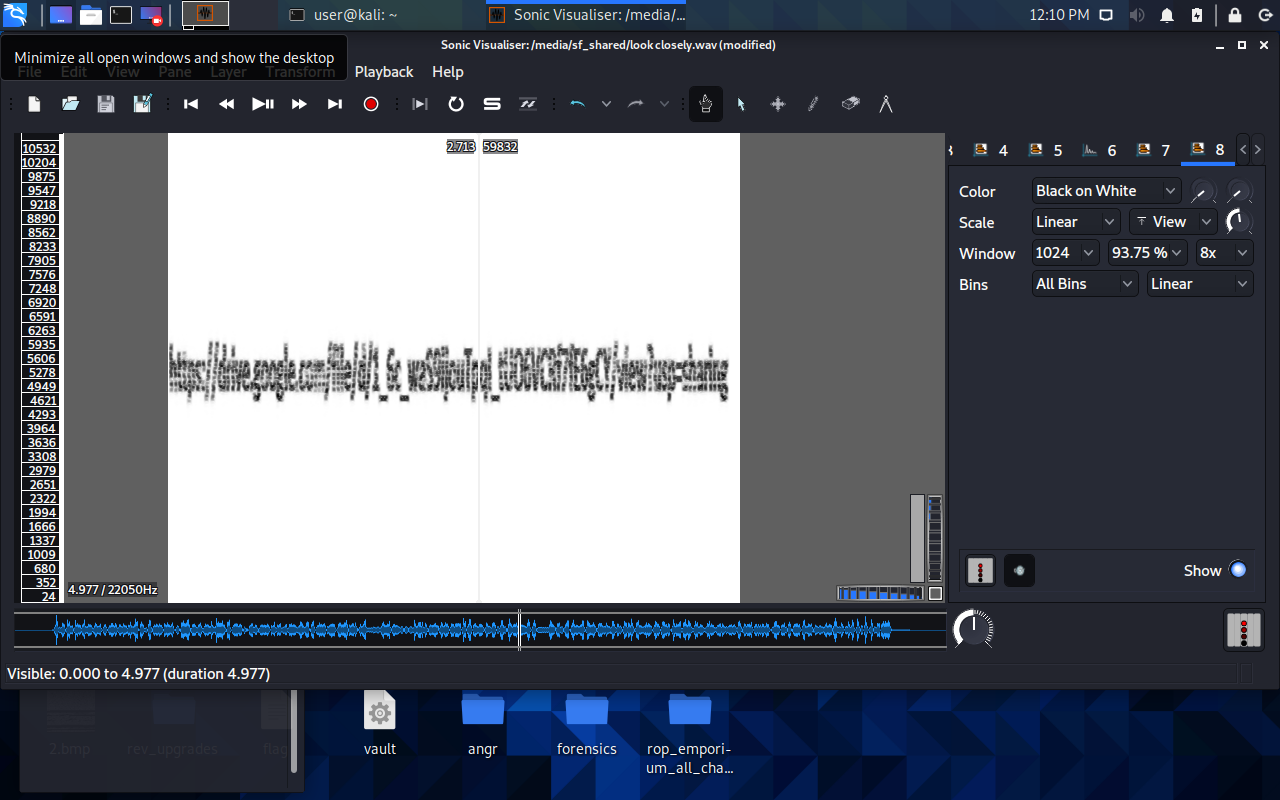 user@kali: ~
Sonic Visualiser: /media/...
12:10 PM
Sonic Visualiser: /media/sf_shared/look closely.wav (modified)
Minimize all open windows and show the desktop
File Edit View Pane Layer Transform Playback Help
2.713 59832
10532
10204
9875
9547
9218
8890
8562
8233
7905
7576
7248
6920
6591
6263
5935
5606
5278
4949
4621
4293
3964
3636
3308
2979
2651
2322
1994
1666
1337
1009
680
352
24
4.977 / 22050Hz
4 5 6 7 8
Color Black on White
Scale Linear View
Window 1024 93.75 % 8x
Bins All Bins Linear
Show
Visible: 0.000 to 4.977 (duration 4.977)
2.bmp
rev_upgrades
flag
vault
angr
forensics
rop_empori-
um_all_cha...